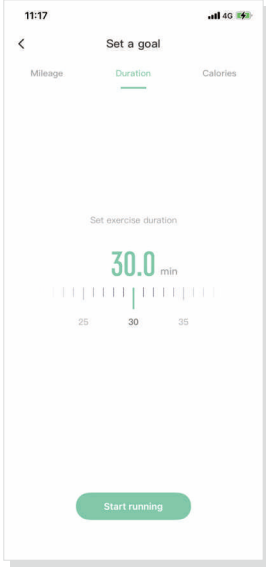 11:17 4G
Set a goal
Mileage Duration Calories
Set exercise duration
30.0 min
25 30 35
Start running